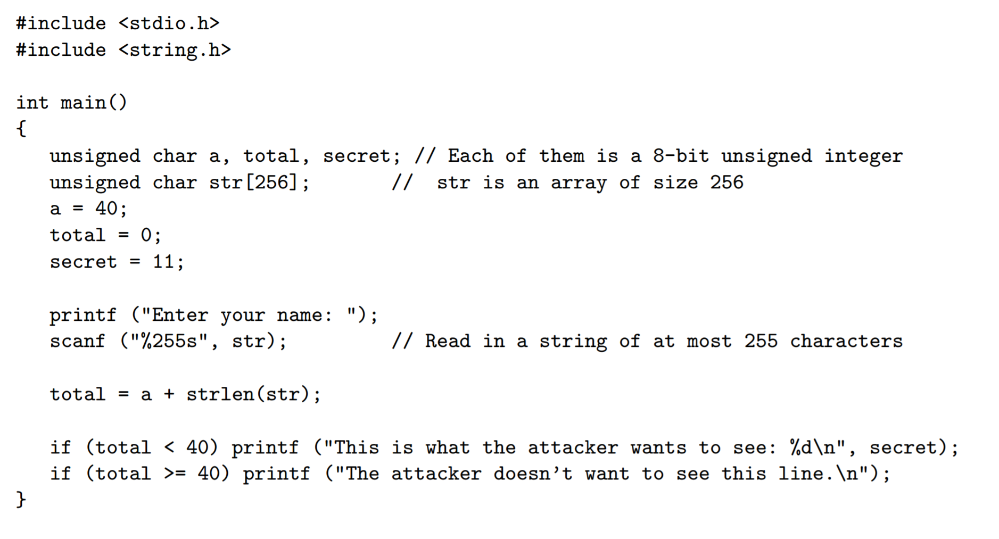 #include <stdio.h>
#include <string.h>

int main()
{
   unsigned char a, total, secret; // Each of them is a 8-bit unsigned integer
   unsigned char str[256];       //  str is an array of size 256
   a = 40;
   total = 0;
   secret = 11;

   printf ("Enter your name: ");
   scanf ("%255s", str);         // Read in a string of at most 255 characters

   total = a + strlen(str);

   if (total < 40) printf ("This is what the attacker wants to see: %d\n", secret);
   if (total >= 40) printf ("The attacker doesn’t want to see this line.\n");
}